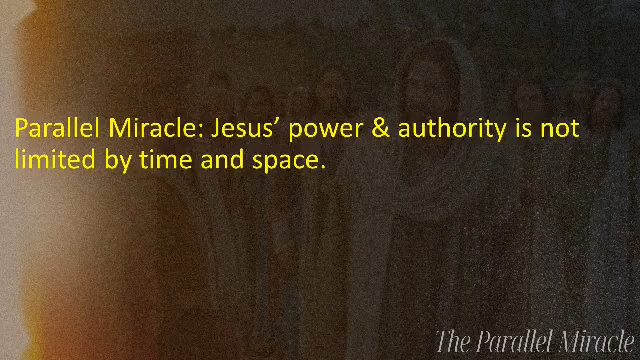 Parallel Miracle: Jesus’ power & authority is not
limited by time and space.
The Parallel Miracle